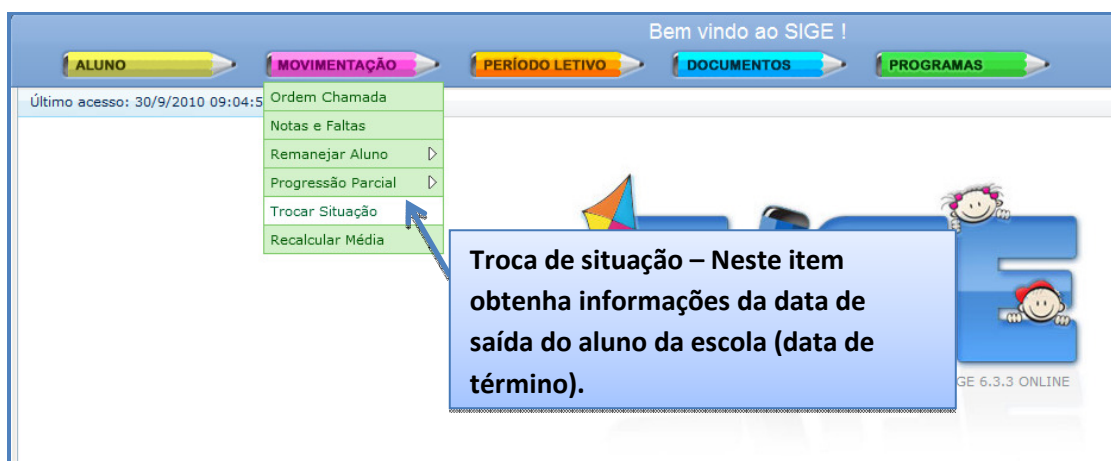 Bem vindo ao SIGE !
ALUNO MOVIMENTAÇÃO PERÍODO LETIVO DOCUMENTOS PROGRAMAS
Último acesso: 30/9/2010 09:04:5
Ordem Chamada
Notas e Faltas
Remanejar Aluno
Progressão Parcial
Trocar Situação
Recalcular Média
Troca de situação – Neste item
obtenha informações da data de
saída do aluno da escola (data de
término).
GE 6.3.3 ONLINE